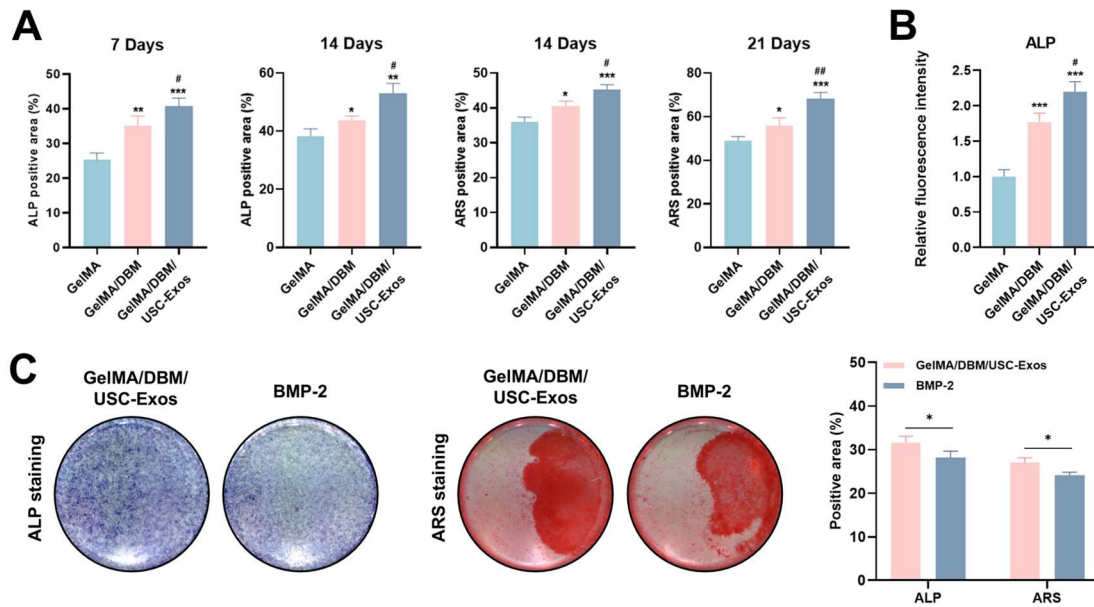 A
7 Days
ALP positive area (%)
50
40
30
20
10
0
**
#
***
GelMA
GelMA/DBM
GelMA/DBM/
USC-Exos
14 Days
ALP positive area (%)
60
40
20
0
*
#
**
GelMA
GelMA/DBM
GelMA/DBM/
USC-Exos
14 Days
ARS positive area (%)
50
40
30
20
10
0
*
#
***
GelMA
GelMA/DBM
GelMA/DBM/
USC-Exos
21 Days
ARS positive area (%)
80
60
40
20
0
*
##
***
GelMA
GelMA/DBM
GelMA/DBM/
USC-Exos
B
ALP
Relative fluorescence intensity
2.5
2.0
1.5
1.0
0.5
0.0
***
#
***
GelMA
GelMA/DBM
GelMA/DBM/
USC-Exos
C
ALP staining
GelMA/DBM/
USC-Exos
BMP-2
ARS staining
GelMA/DBM/
USC-Exos
BMP-2
Positive area (%)
50
40
30
20
10
0
GelMA/DBM/USC-Exos
BMP-2
*
*
ALP
ARS